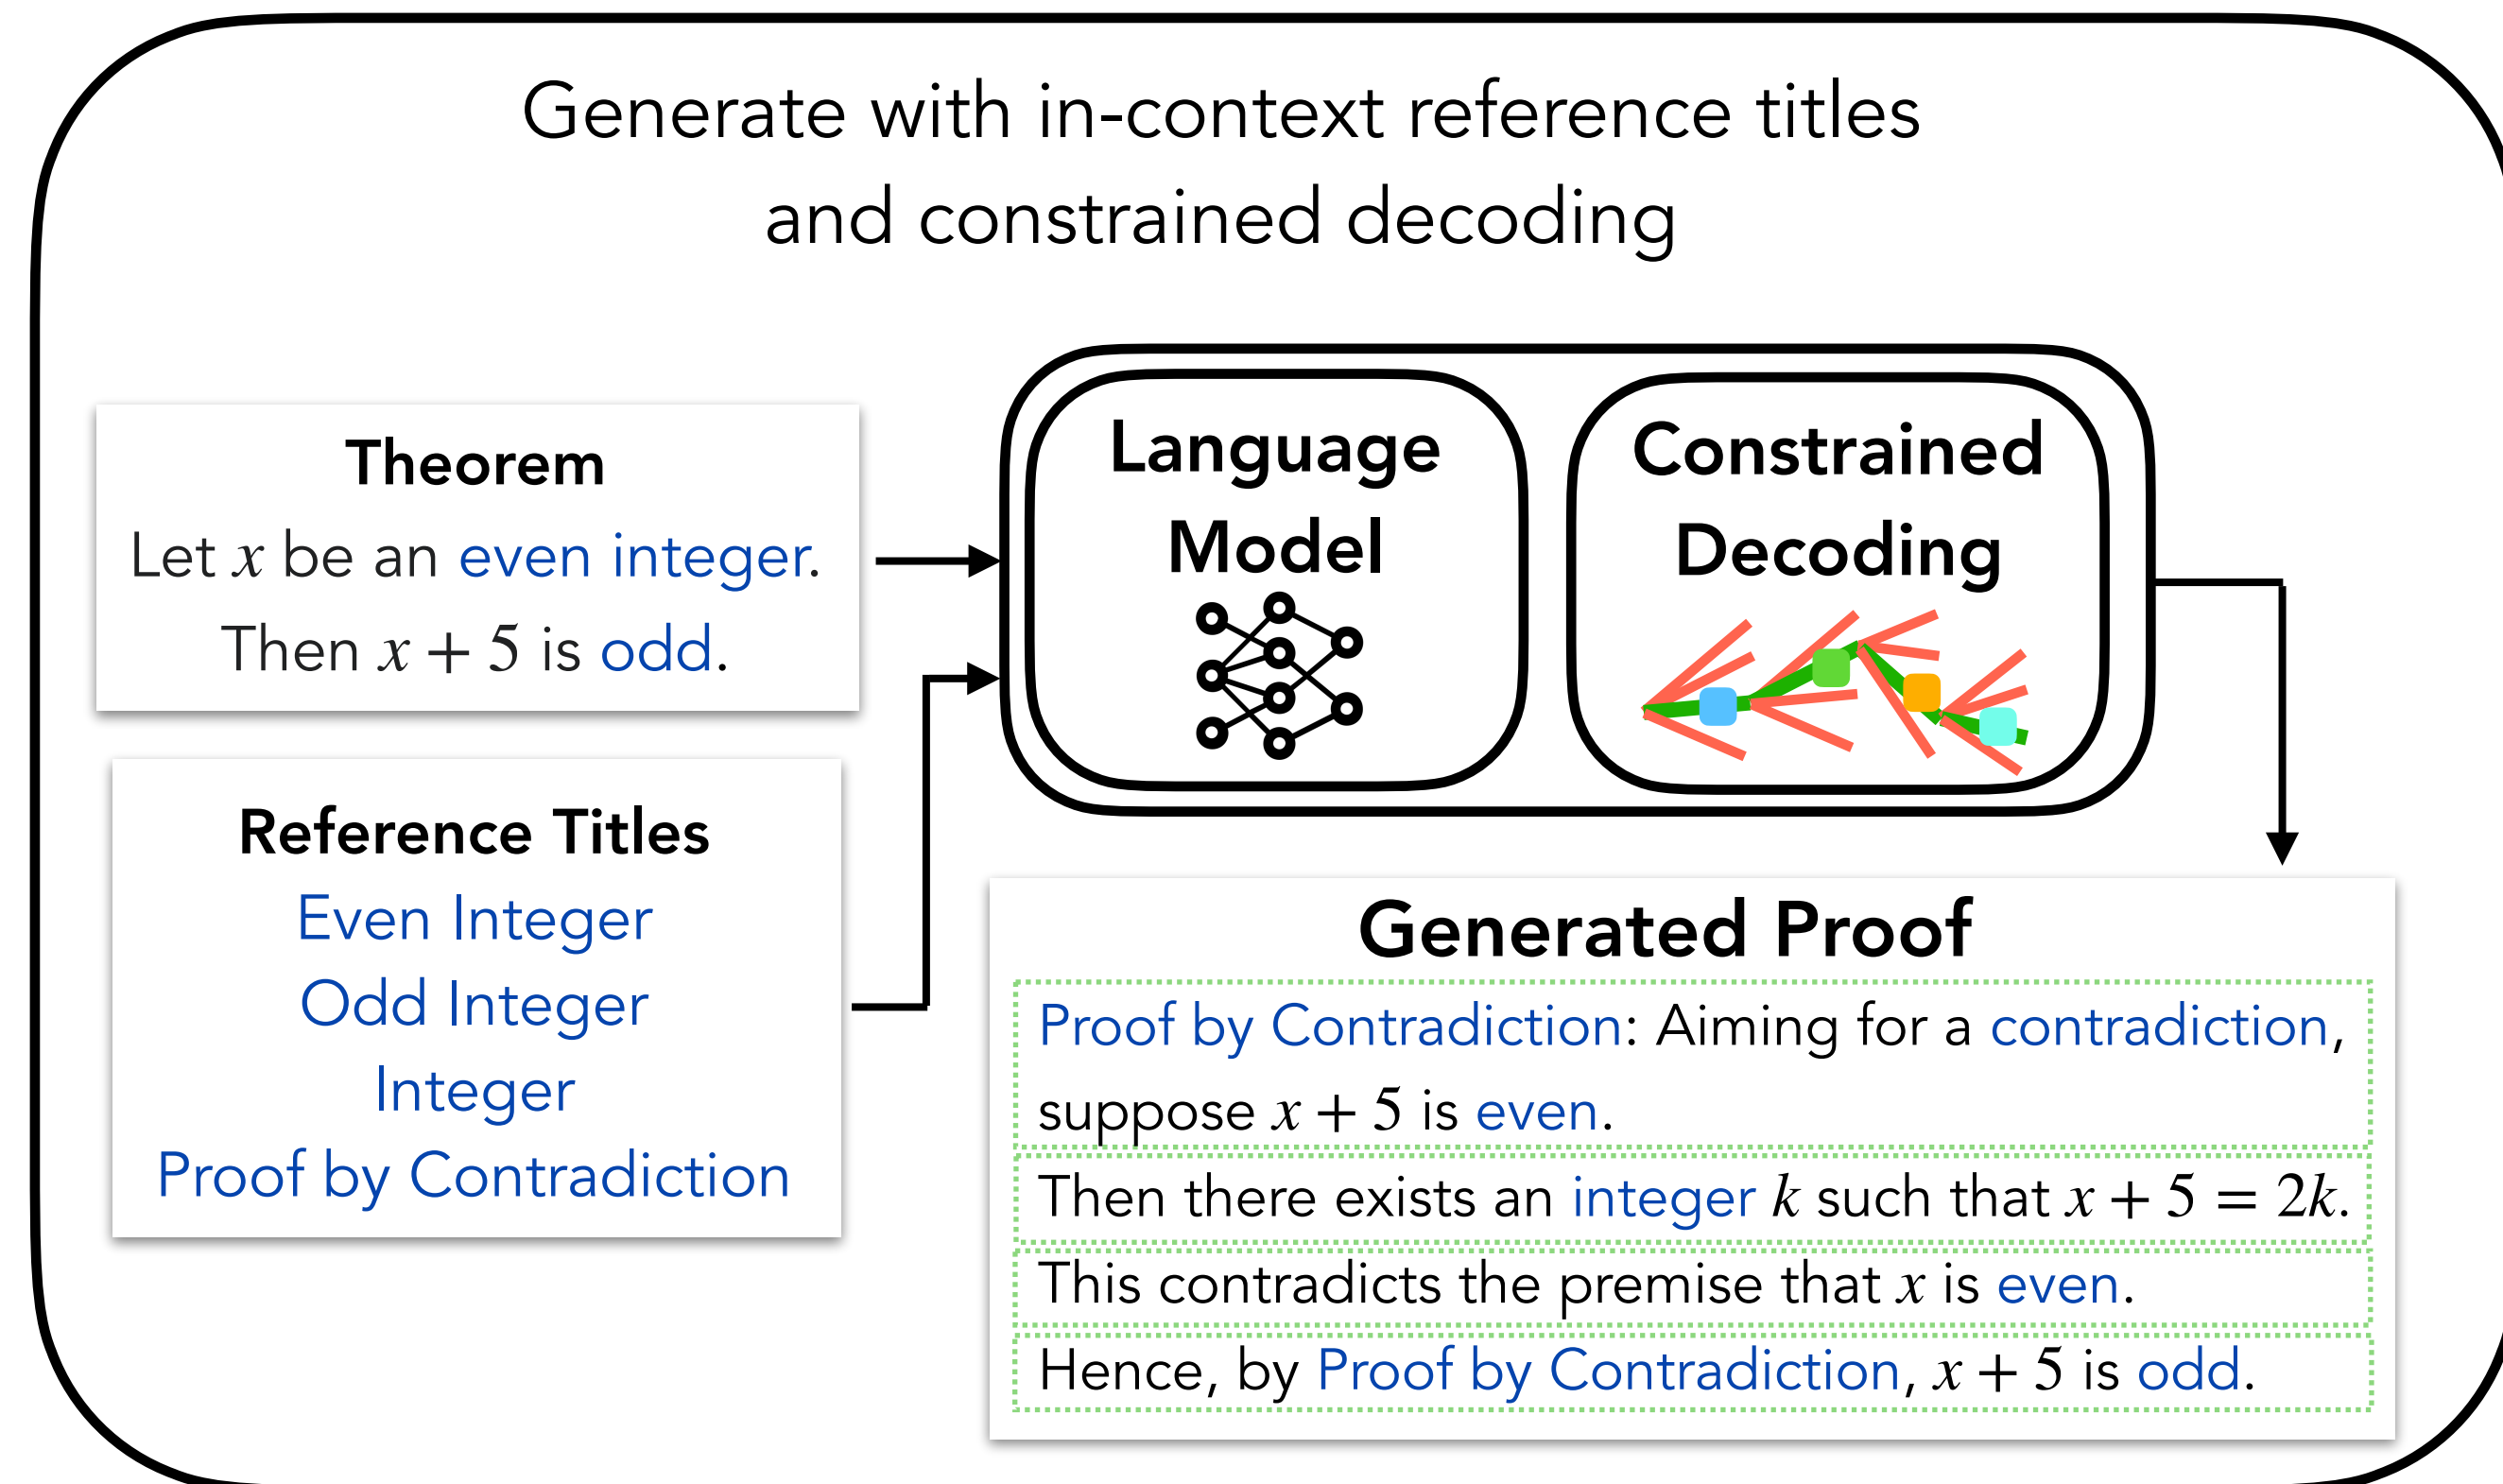 Generate with in-context reference titles
and constrained decoding
Theorem
Let x be an even integer.
Then x + 5 is odd.
Reference Titles
Even Integer
Odd Integer
Integer
Proof by Contradiction
Language
Model
Constrained
Decoding
Generated Proof
Proof by Contradiction: Aiming for a contradiction,
suppose x + 5 is even.
Then there exists an integer k such that x + 5 = 2k.
This contradicts the premise that x is even.
Hence, by Proof by Contradiction, x + 5 is odd.